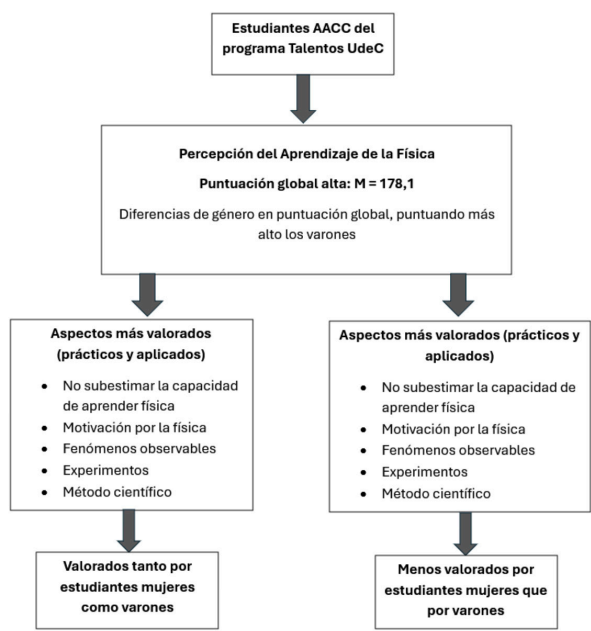 Estudiantes AACC del
programa Talentos UdeC
Percepción del Aprendizaje de la Física
Puntuación global alta: M = 178,1
Diferencias de género en puntuación global, puntuando más
alto los varones
Aspectos más valorados
(prácticos y aplicados)
• No subestimar la capacidad
de aprender física
• Motivación por la física
• Fenómenos observables
• Experimentos
• Método científico
Valorados tanto por
estudiantes mujeres
como varones
Aspectos más valorados (prácticos y
aplicados)
• No subestimar la capacidad de
aprender física
• Motivación por la física
• Fenómenos observables
• Experimentos
• Método científico
Menos valorados por
estudiantes mujeres que
por varones